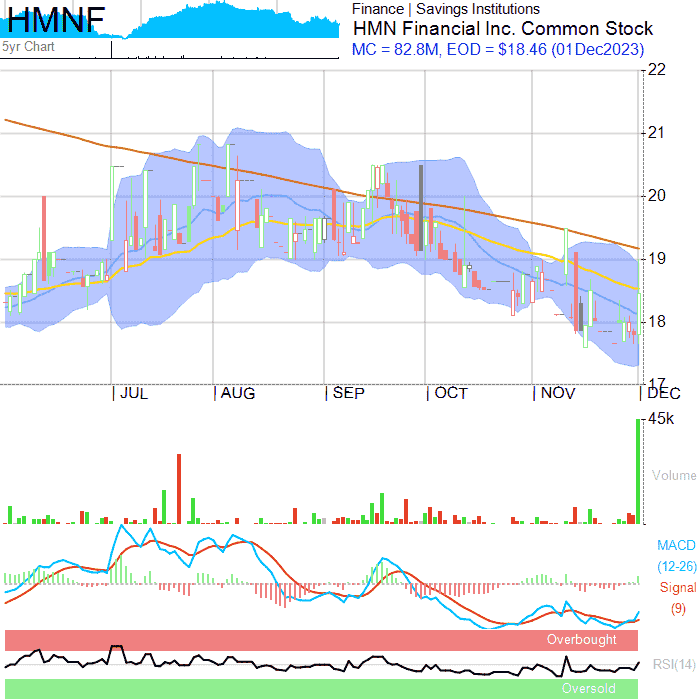 HMNF
Finance | Savings Institutions
HMN Financial Inc. Common Stock
5yr Chart
MC = 82.8M, EOD = $18.46 (01Dec2023)
22
21
20
19
18
17
| JUL | AUG | SEP | OCT | NOV | DEC
45k
Volume
MACD
(12-26)
Signal
(9)
Overbought
RSI(14)
Oversold